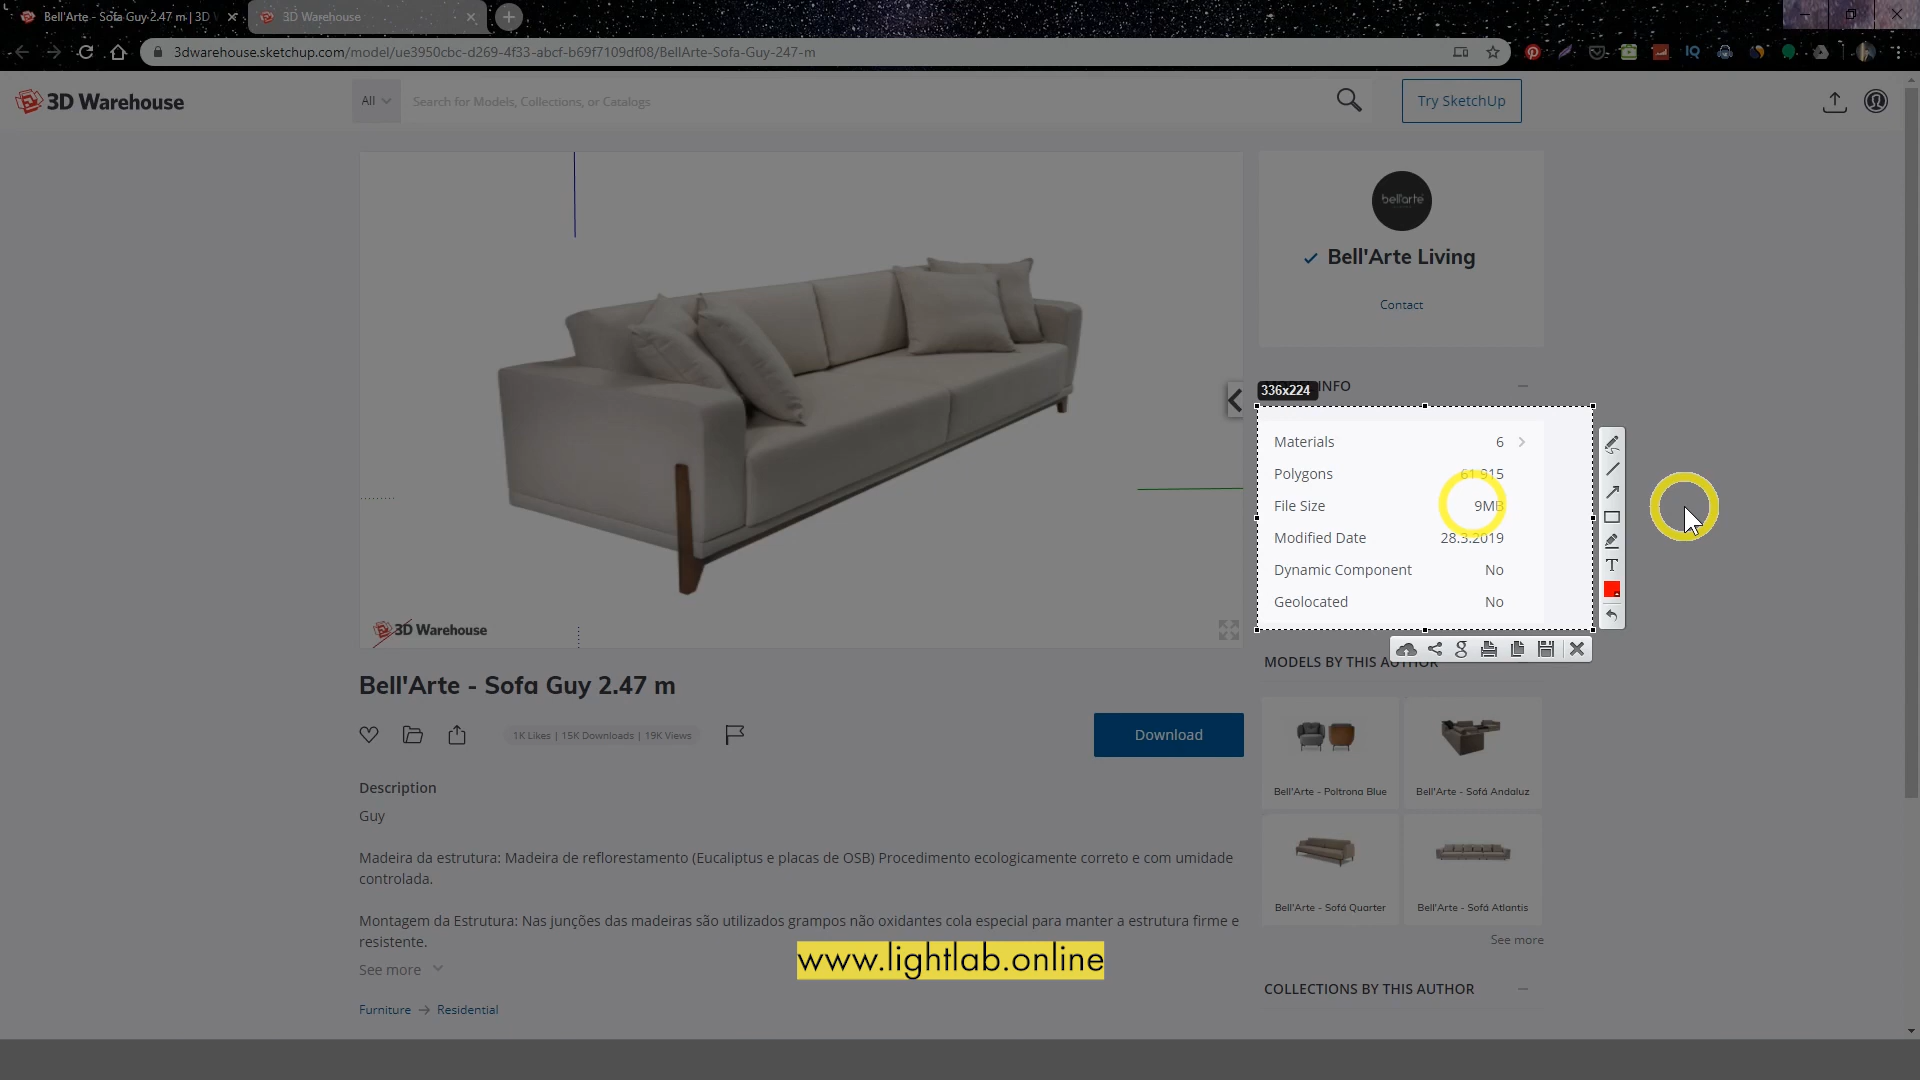 Bell'Arte - Sofa Guy 2.47 m | 3D
3D Warehouse
3dwarehouse.sketchup.com/model/ue3950cbc-d269-4f33-abcf-b69f7109df08/BellArte-Sofa-Guy-247-m
3D Warehouse
All
Search for Models, Collections, or Catalogs
Try SketchUp
bell'arte
Bell'Arte Living
Contact
INFO
336x224
Materials 6
Polygons 61 915
File Size 9MB
Modified Date 28.3.2019
Dynamic Component No
Geolocated No
3D Warehouse
MODELS BY THIS AUTHOR
Bell'Arte - Sofa Guy 2.47 m
1K Likes | 15K Downloads | 19K Views
Download
Bell'Arte - Poltrona Blue
Bell'Arte - Sofá Andaluz
Bell'Arte - Sofá Quarter
Bell'Arte - Sofá Atlantis
See more
Description
Guy
Madeira da estrutura: Madeira de reflorestamento (Eucaliptus e placas de OSB) Procedimento ecologicamente correto e com umidade
controlada.
Montagem da Estrutura: Nas junções das madeiras são utilizados grampos não oxidantes cola especial para manter a estrutura firme e
resistente.
See more
www.lightlab.online
COLLECTIONS BY THIS AUTHOR
Furniture → Residential